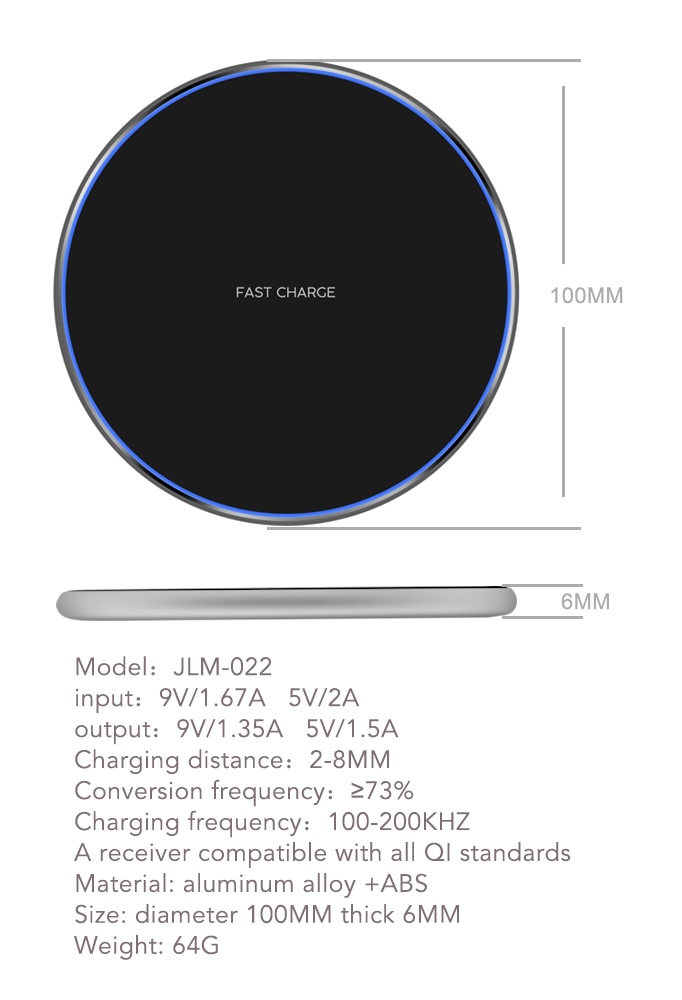 FAST CHARGE
100MM
6MM
Model：JLM-022
input：9V/1.67A   5V/2A
output：9V/1.35A   5V/1.5A
Charging distance：2-8MM
Conversion frequency：≥73%
Charging frequency：100-200KHZ
A receiver compatible with all QI standards
Material: aluminum alloy +ABS
Size: diameter 100MM thick 6MM
Weight: 64G